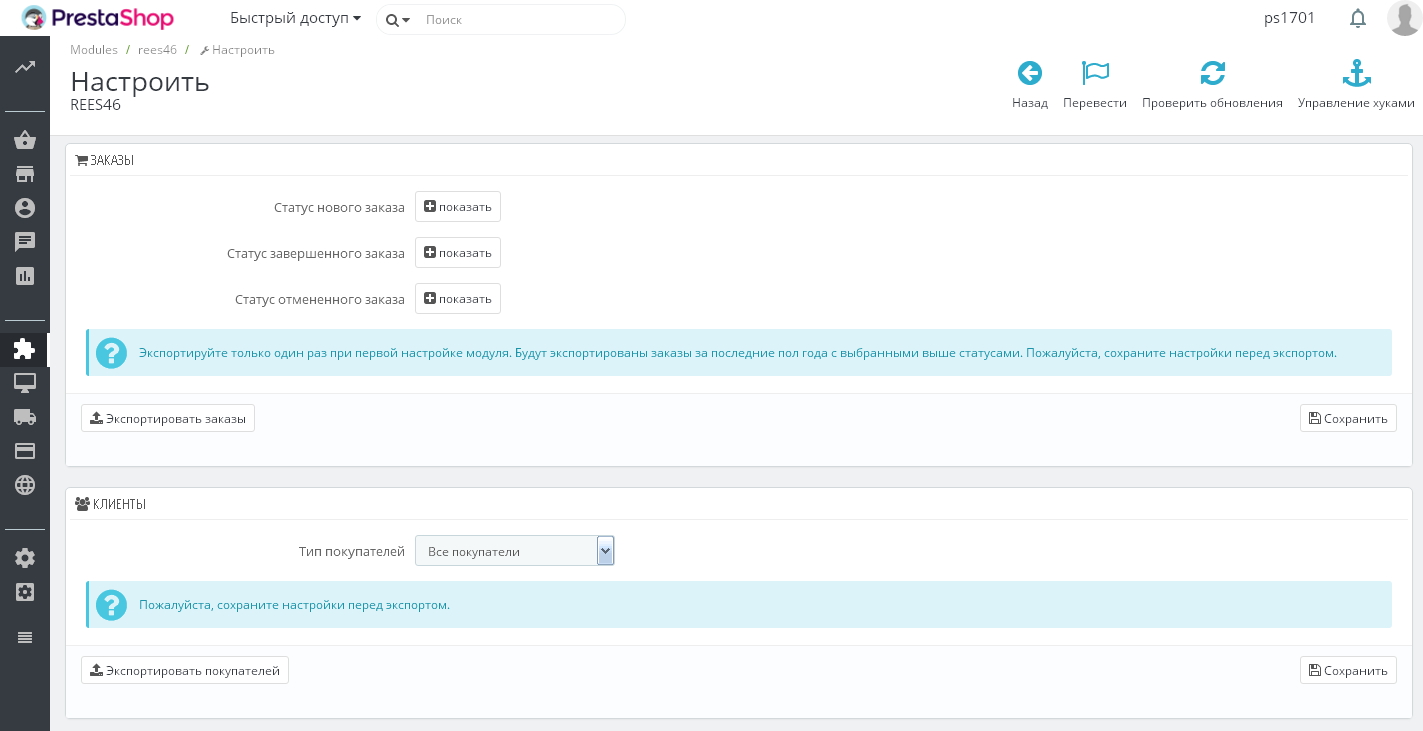 PrestaShop
Быстрый доступ
Поиск
ps1701
Modules / rees46 / Настроить
Настроить
REES46
Назад
Перевести
Проверить обновления
Управление хуками
ЗАКАЗЫ
Статус нового заказа
показать
Статус завершенного заказа
показать
Статус отмененного заказа
показать
Экспортируйте только один раз при первой настройке модуля. Будут экспортированы заказы за последние пол года с выбранными выше статусами. Пожалуйста, сохраните настройки перед экспортом.
Экспортировать заказы
Сохранить
КЛИЕНТЫ
Тип покупателей
Все покупатели
Пожалуйста, сохраните настройки перед экспортом.
Экспортировать покупателей
Сохранить